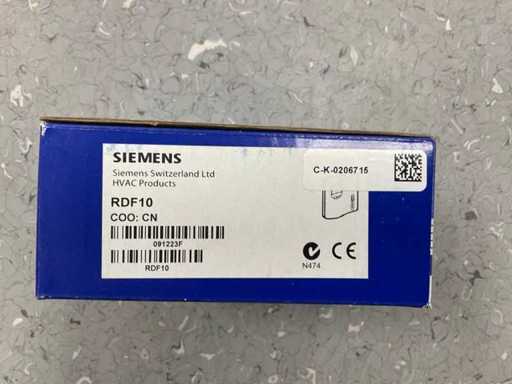 SIEMENS
Siemens Switzerland Ltd
HVAC Products
RDF10
COO: CN
091223F
RDF10
C-K-0206715
N474
CE